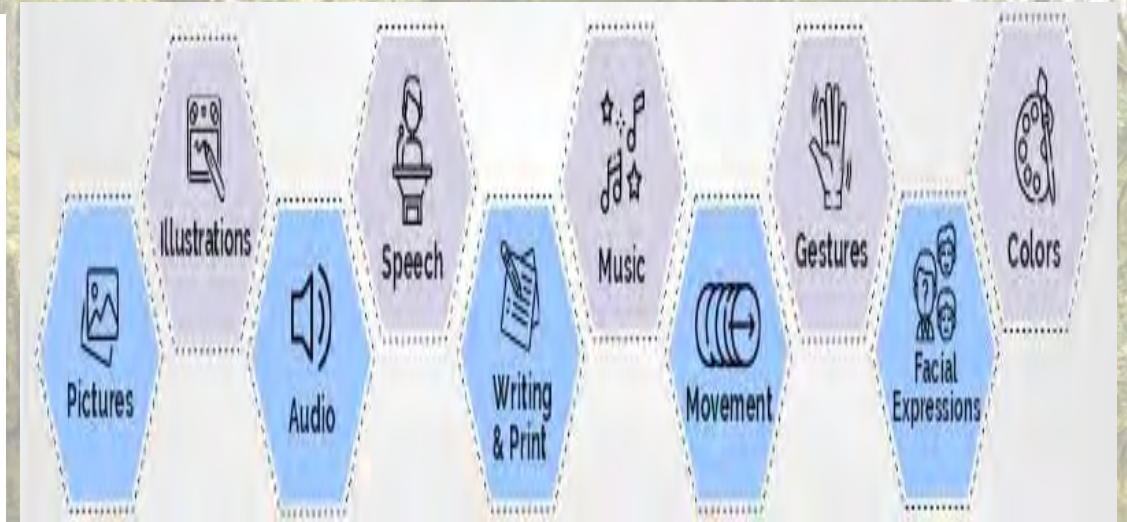 Pictures
Illustrations
Audio
Speech
Writing
& Print
Music
Movement
Gestures
Facial
Expressions
Colors